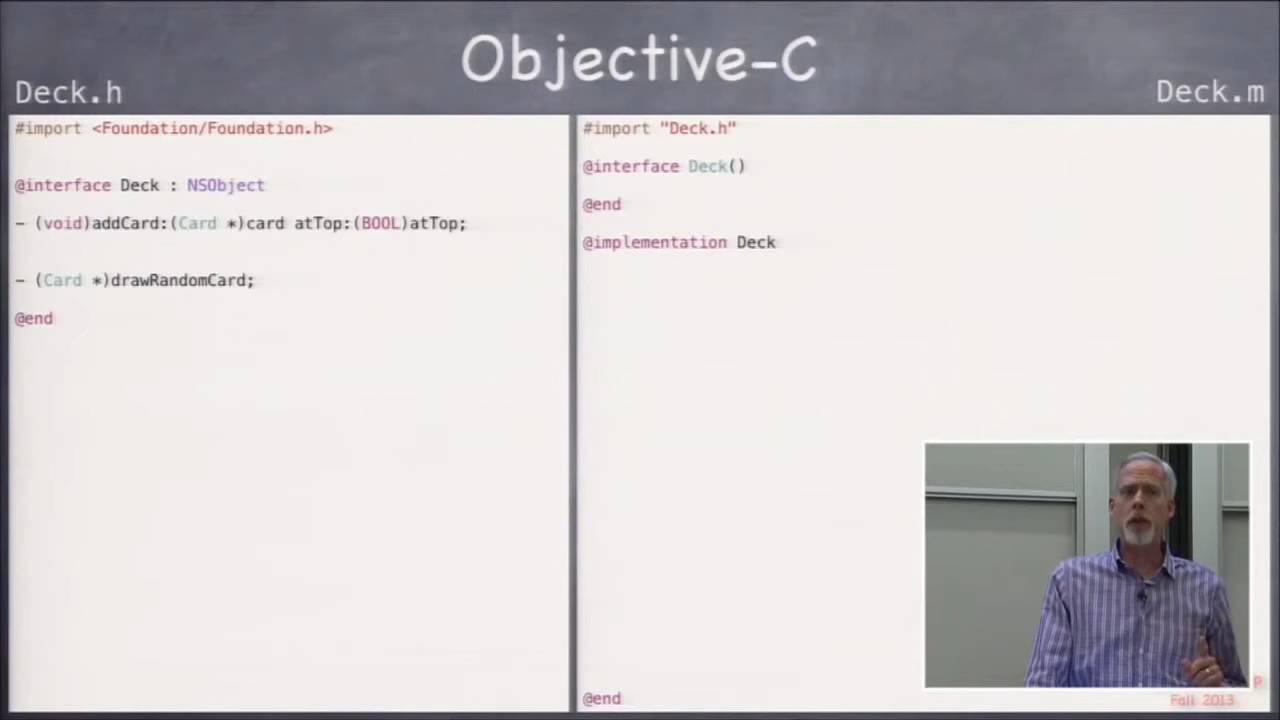 Objective-C
Deck.h
Deck.m
#import <Foundation/Foundation.h>
@interface Deck : NSObject
- (void)addCard:(Card *)card atTop:(BOOL)atTop;
- (Card *)drawRandomCard;
@end
#import "Deck.h"
@interface Deck()
@end
@implementation Deck
@end
Fall 2013